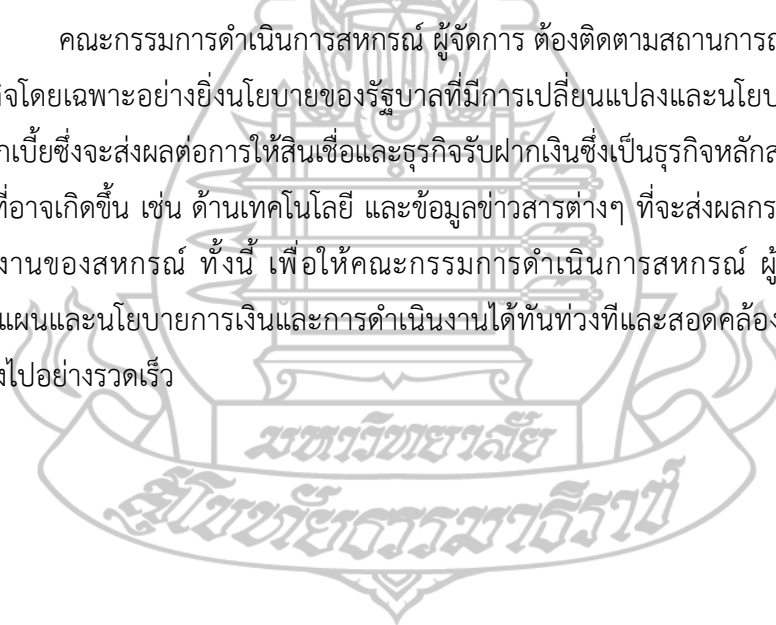 คณะกรรมการดำเนินการสหกรณ์ ผู้จัดการ ต้องติดตามสถานการ
โดยเฉพาะอย่างยิ่งนโยบายของรัฐบาลที่มีการเปลี่ยนแปลงและนโยบ
กเบี้ยซึ่งจะส่งผลต่อการให้สินเชื่อและธุรกิจรับฝากเงินซึ่งเป็นธุรกิจหลักส
ที่อาจเกิดขึ้น เช่น ด้านเทคโนโลยี และข้อมูลข่าวสารต่างๆ ที่จะส่งผลกร
งานของสหกรณ์ ทั้งนี้ เพื่อให้คณะกรรมการดำเนินการสหกรณ์ ผู้
แผนและนโยบายการเงินและการดำเนินงานได้ทันท่วงทีและสอดคล้อง
งไปอย่างรวดเร็ว
มหาวิทยาลัย
สุโขทัยธรรมาธิราช